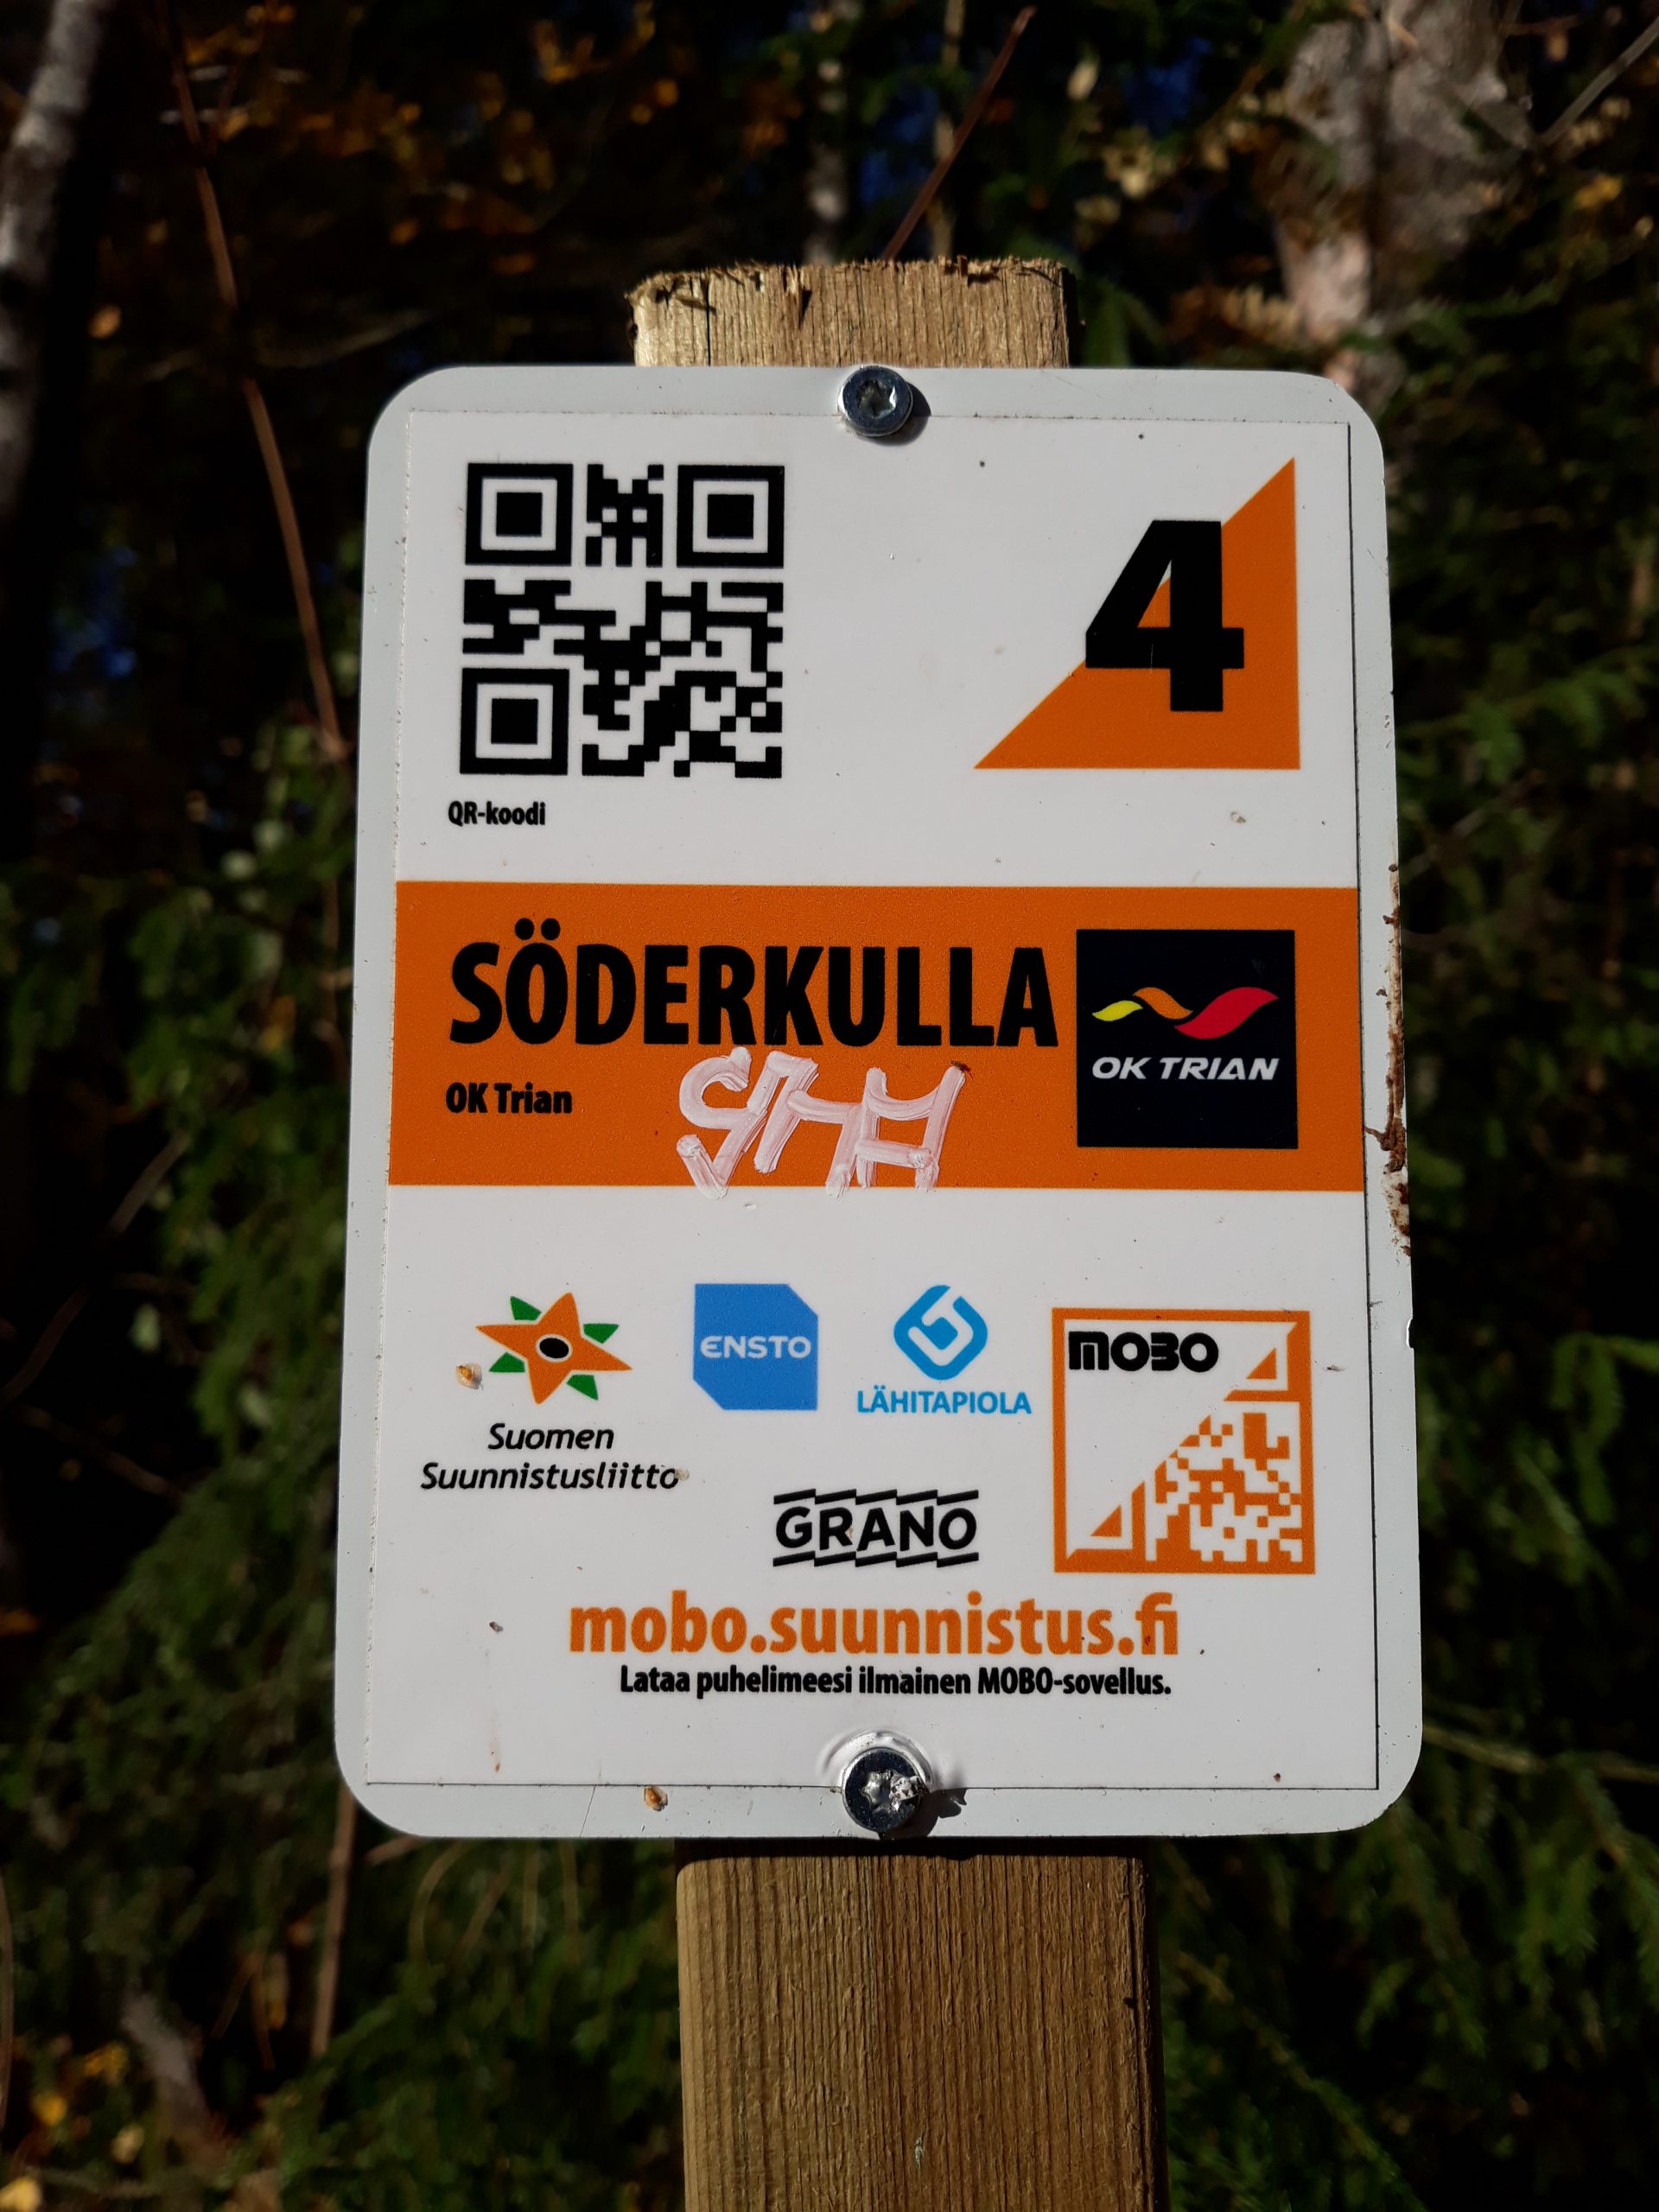 4
QR-koodi
SÖDERKULLA
OK Trian
OK TRIAN
Suomen
Suunnistusliitto
ENSTO
LÄHITAPIOLA
MOBO
GRANO
mobo.suunnistus.fi
Lataa puhelimeesi ilmainen MOBO-sovellus.